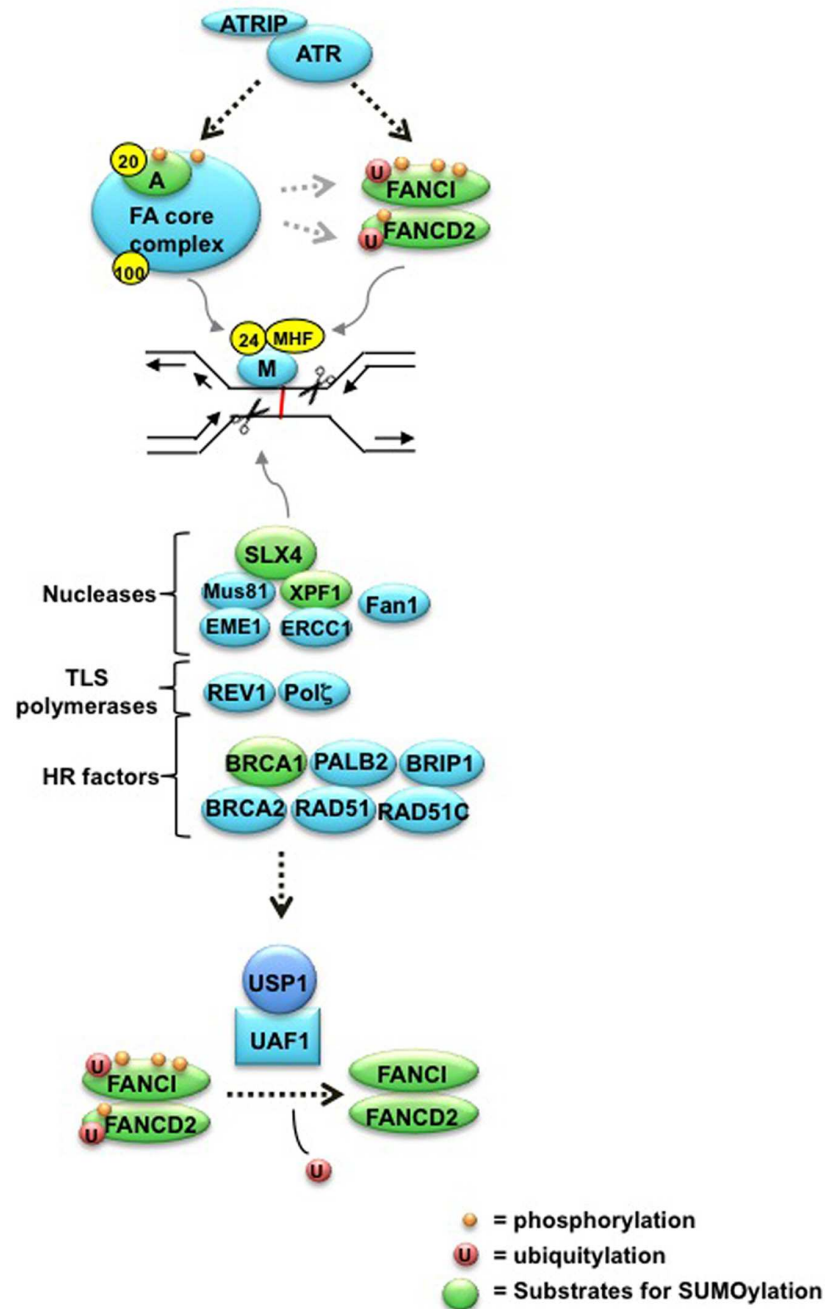 ATRIP
ATR
20
A
FA core
complex
100
U
FANCI
FANCD2
U
24
MHF
M
Nucleases
SLX4
Mus81
XPF1
Fan1
EME1
ERCC1
TLS
polymerases
REV1
Polζ
HR factors
BRCA1
PALB2
BRIP1
BRCA2
RAD51
RAD51C
USP1
UAF1
U
FANCI
FANCD2
U
FANCI
FANCD2
U
= phosphorylation
U
= ubiquitylation
= Substrates for SUMOylation